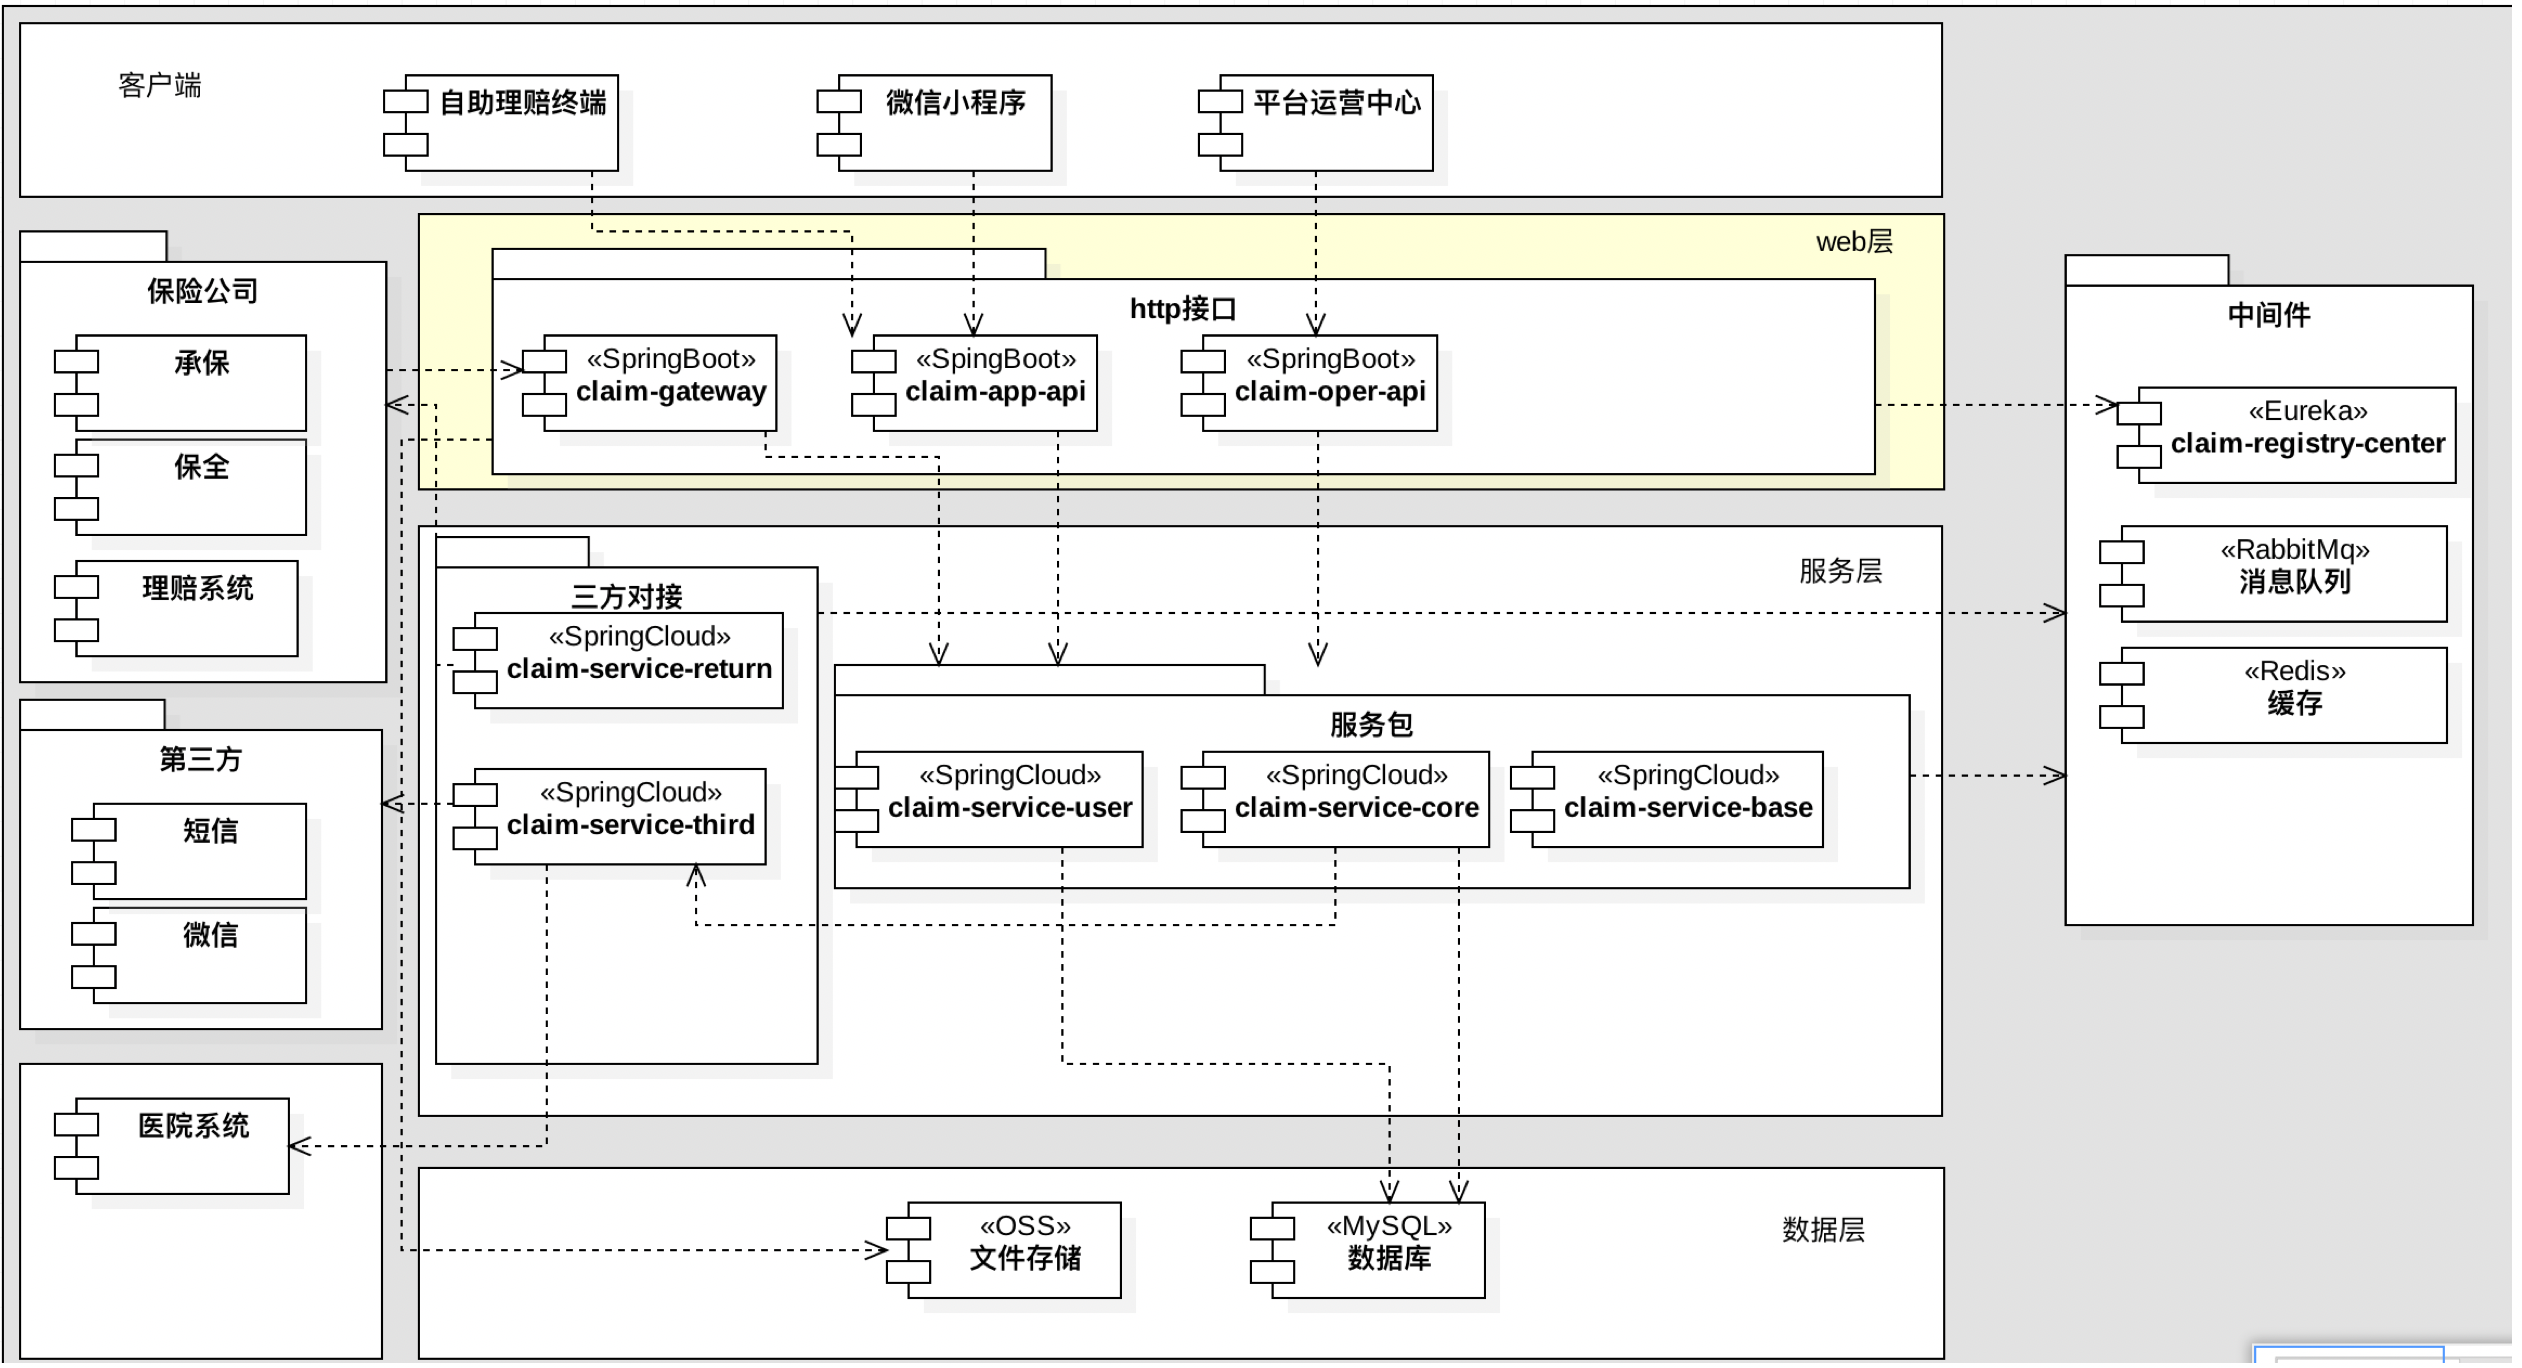 客户端
自助理赔终端
微信小程序
平台运营中心
web层
http接口
«SpringBoot»
claim-gateway
«SpingBoot»
claim-app-api
«SpringBoot»
claim-oper-api
保险公司
承保
保全
理赔系统
中间件
«Eureka»
claim-registry-center
«RabbitMq»
消息队列
«Redis»
缓存
服务层
三方对接
«SpringCloud»
claim-service-return
«SpringCloud»
claim-service-third
服务包
«SpringCloud»
claim-service-user
«SpringCloud»
claim-service-core
«SpringCloud»
claim-service-base
第三方
短信
微信
医院系统
数据层
«OSS»
文件存储
«MySQL»
数据库